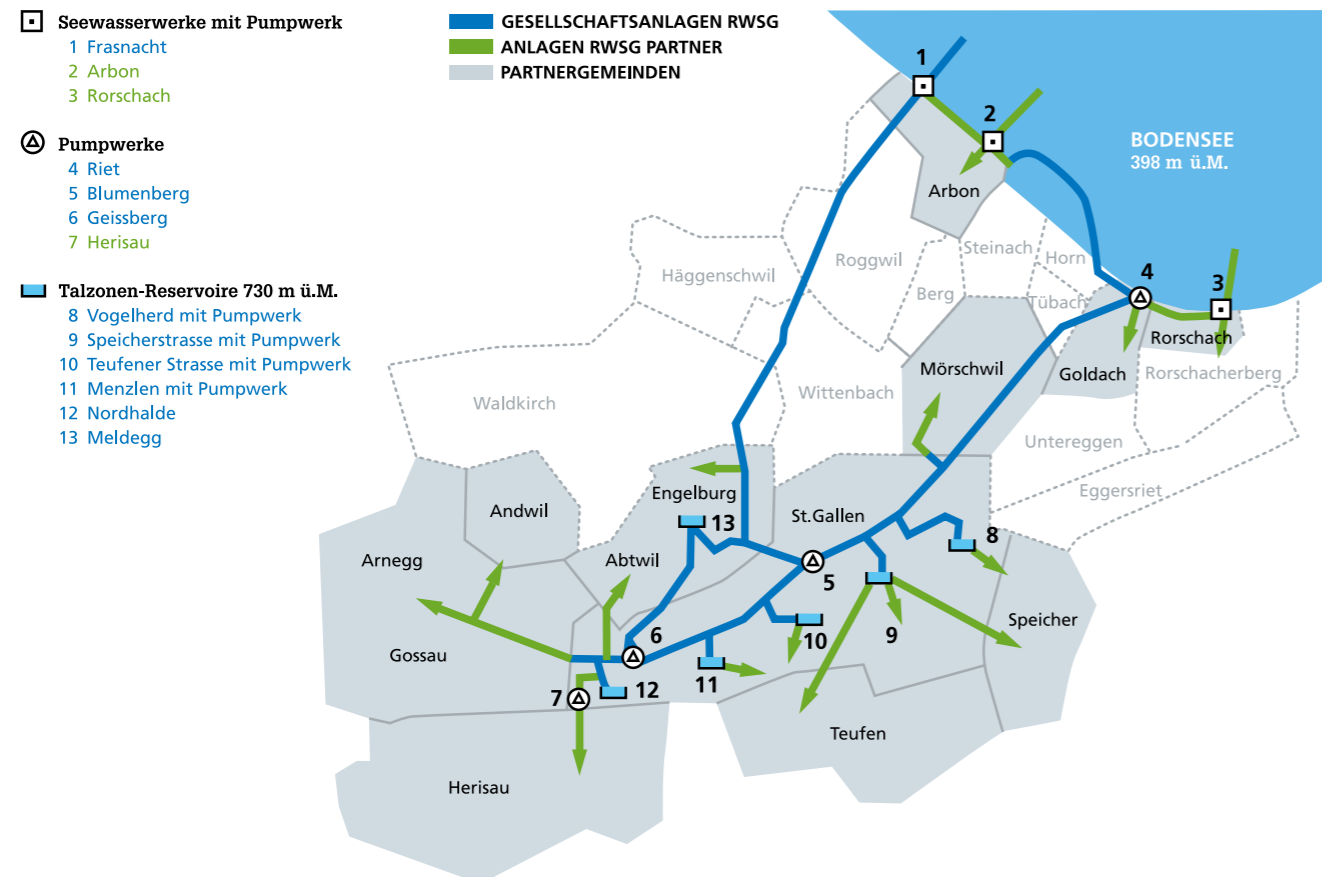 Seewasserwerke mit Pumpwerk
1 Frasnacht
2 Arbon
3 Rorschach
Pumpwerke
4 Riet
5 Blumenberg
6 Geissberg
7 Herisau
Talzonen-Reservoire 730 m ü.M.
8 Vogelherd mit Pumpwerk
9 Speicherstrasse mit Pumpwerk
10 Teufener Strasse mit Pumpwerk
11 Menzlen mit Pumpwerk
12 Nordhalde
13 Meldegg
GESELLSCHAFTSANLAGEN RWSG
ANLAGEN RWSG PARTNER
PARTNERGEMEINDEN
1
2
BODENSEE
398 m ü.M.
Arbon
Steinach
Horn
Roggwil
Häggenschwil
Berg
Tübach
4
3
Rorschach
Mörschwil
Goldach
Rorschacherberg
Wittenbach
Waldkirch
Untereggen
Eggersriet
Engelburg
Andwil
St.Gallen
13
8
Arnegg
Abtwil
5
Speicher
6
10
9
Gossau
11
12
7
Teufen
Herisau